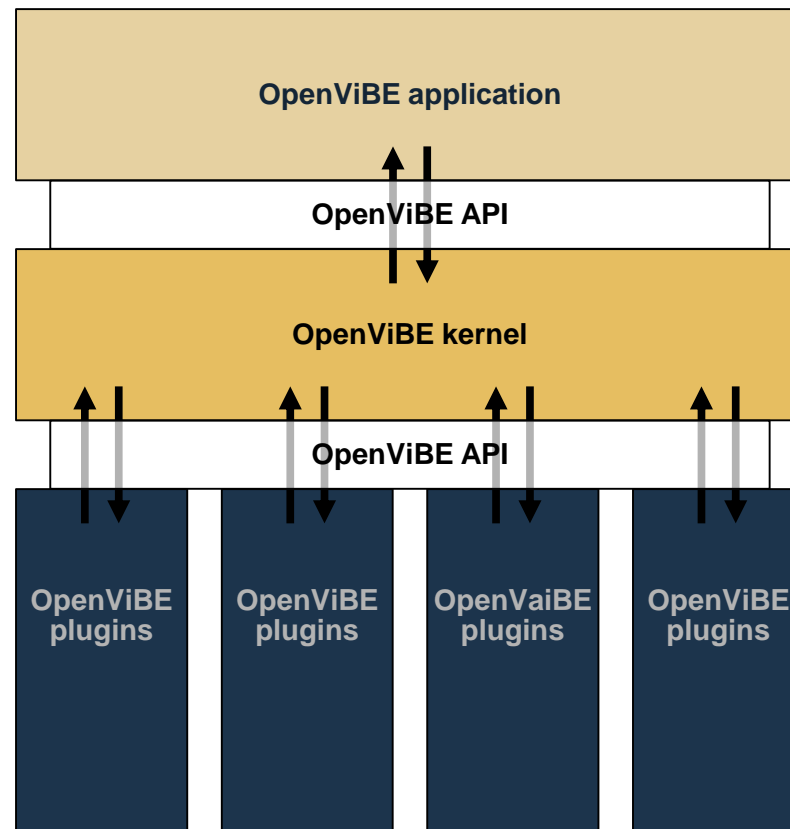 OpenViBE application
OpenViBE API
OpenViBE kernel
OpenViBE API
OpenViBE
plugins
OpenViBE
plugins
OpenVaiBE
plugins
OpenViBE
plugins